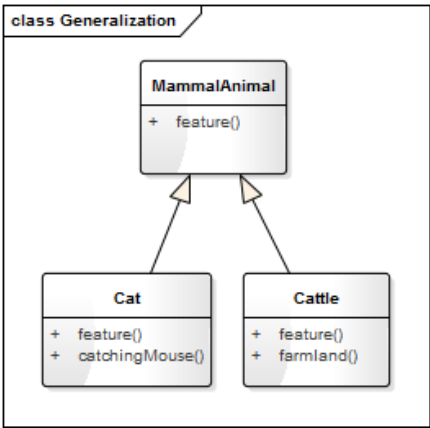 class Generalization
MammalAnimal
+ feature()
Cat
+ feature()
+ catchingMouse()
Cattle
+ feature()
+ farmland()